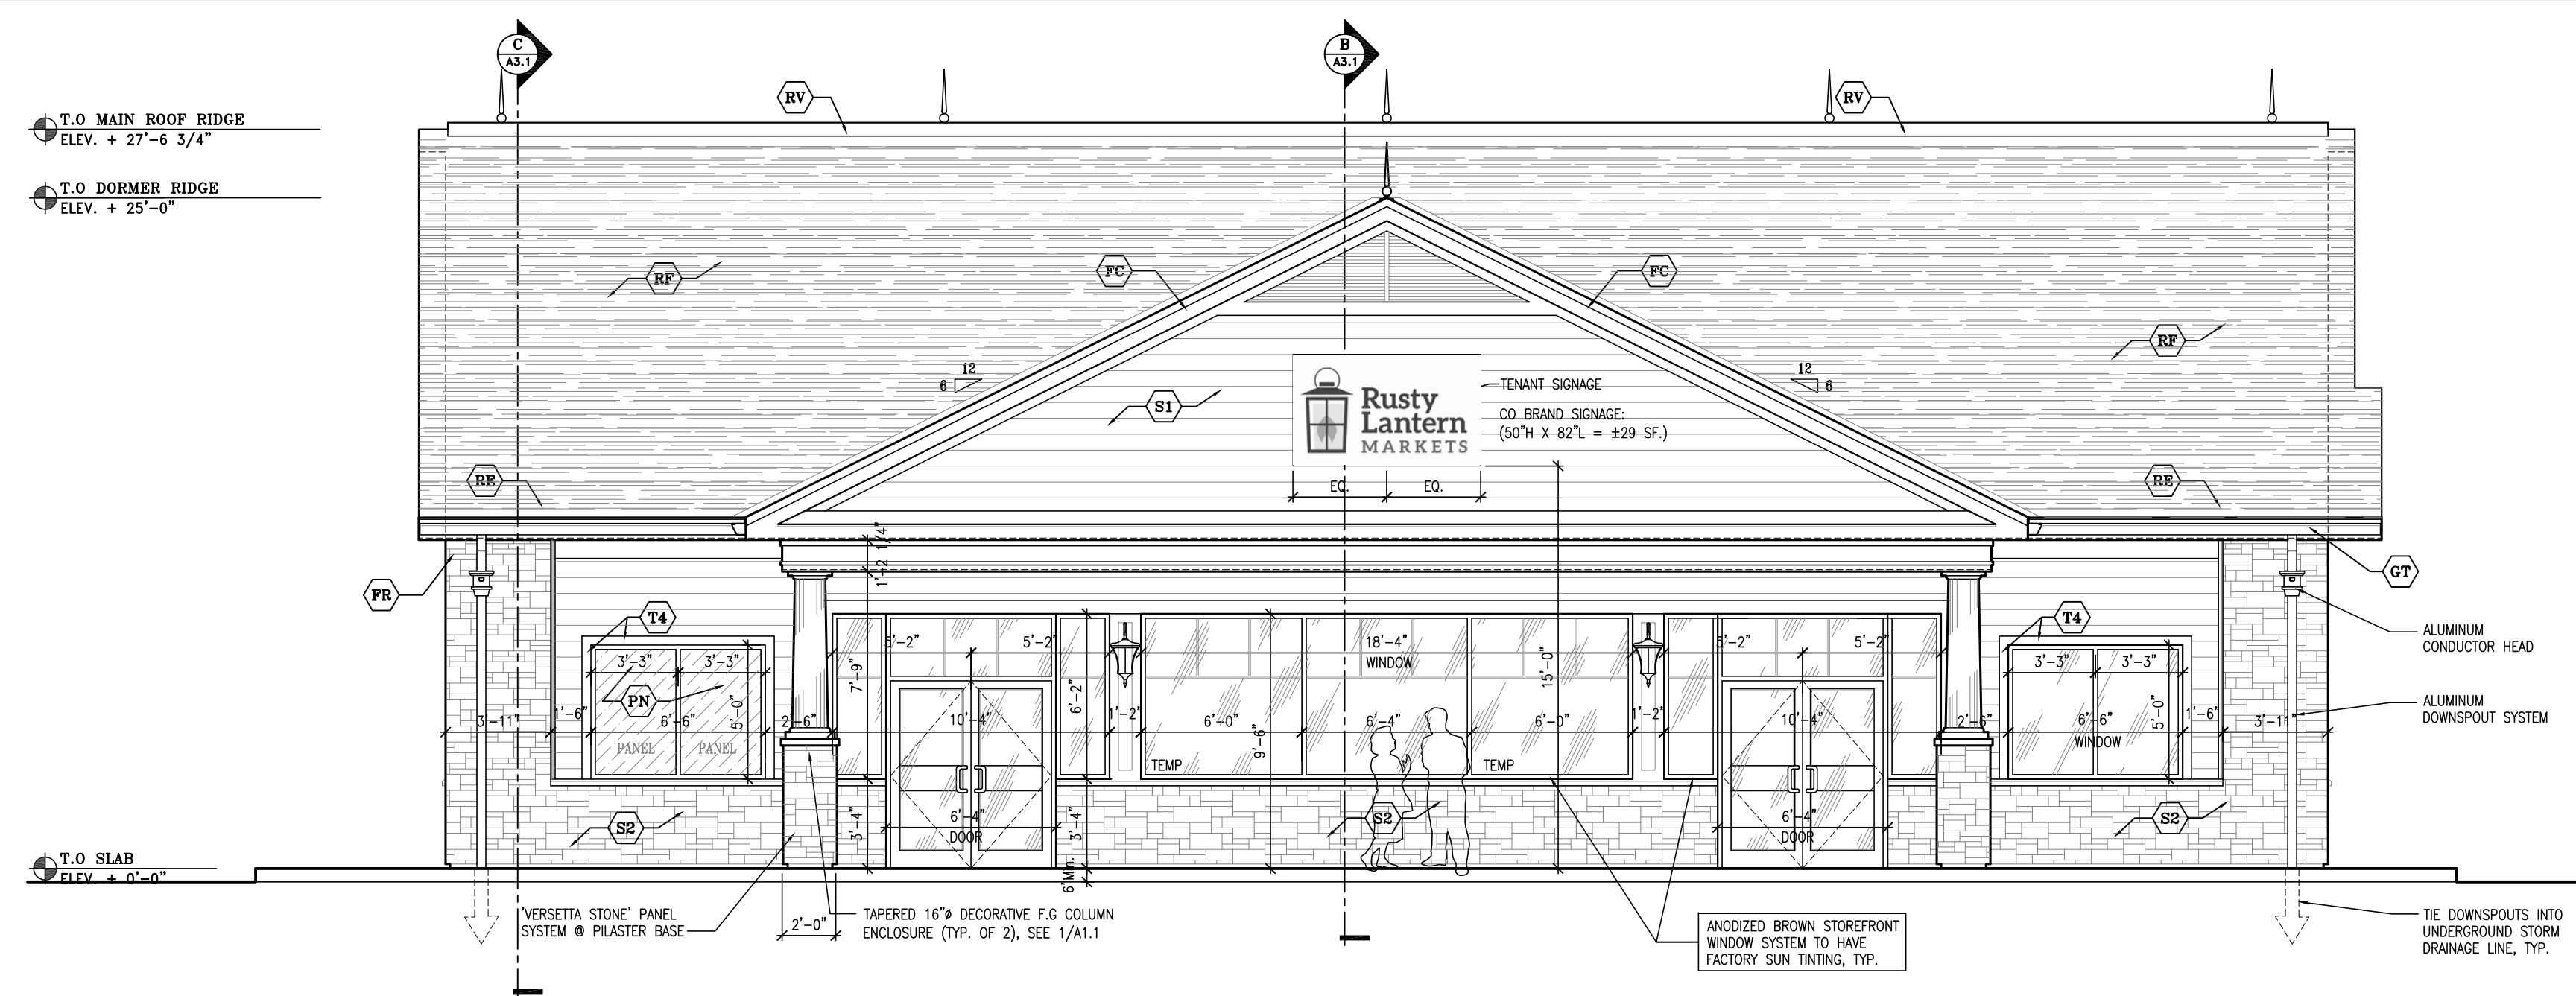 C
A3.1
B
A3.1
RV
RV
T.O MAIN ROOF RIDGE
ELEV. + 27'-6 3/4"
T.O DORMER RIDGE
ELEV. + 25'-0"
RF
FC
FC
RF
12
6
12
6
S1
Rusty
Lantern
MARKETS
TENANT SIGNAGE
CO BRAND SIGNAGE:
(50"H X 82"L = ±29 SF.)
EQ.
EQ.
RE
RE
1'-2 1/4"
FR
GT
T4
T4
ALUMINUM
CONDUCTOR HEAD
3'-3"
3'-3"
7'-9"
5'-2"
5'-2"
6'-2"
18'-4"
WINDOW
15'-0"
5'-2"
5'-2"
3'-3"
3'-3"
PN
ALUMINUM
DOWNSPOUT SYSTEM
3'-11"
1'-6"
6'-6"
5'-0"
2'-6"
10'-4"
1'-2"
6'-0"
9'-6"
6'-4"
6'-0"
1'-2"
10'-4"
2'-6"
6'-6"
WINDOW
5'-0"
1'-6"
3'-11"
PANEL
PANEL
TEMP
TEMP
S2
3'-4"
6'-4"
DOOR
3'-4"
S2
6'-4"
DOOR
S2
T.O SLAB
ELEV. + 0'-0"
6"Min.
'VERSETTA STONE' PANEL
SYSTEM @ PILASTER BASE
2'-0"
TAPERED 16"ø DECORATIVE F.G COLUMN
ENCLOSURE (TYP. OF 2), SEE 1/A1.1
ANODIZED BROWN STOREFRONT
WINDOW SYSTEM TO HAVE
FACTORY SUN TINTING, TYP.
TIE DOWNSPOUTS INTO
UNDERGROUND STORM
DRAINAGE LINE, TYP.